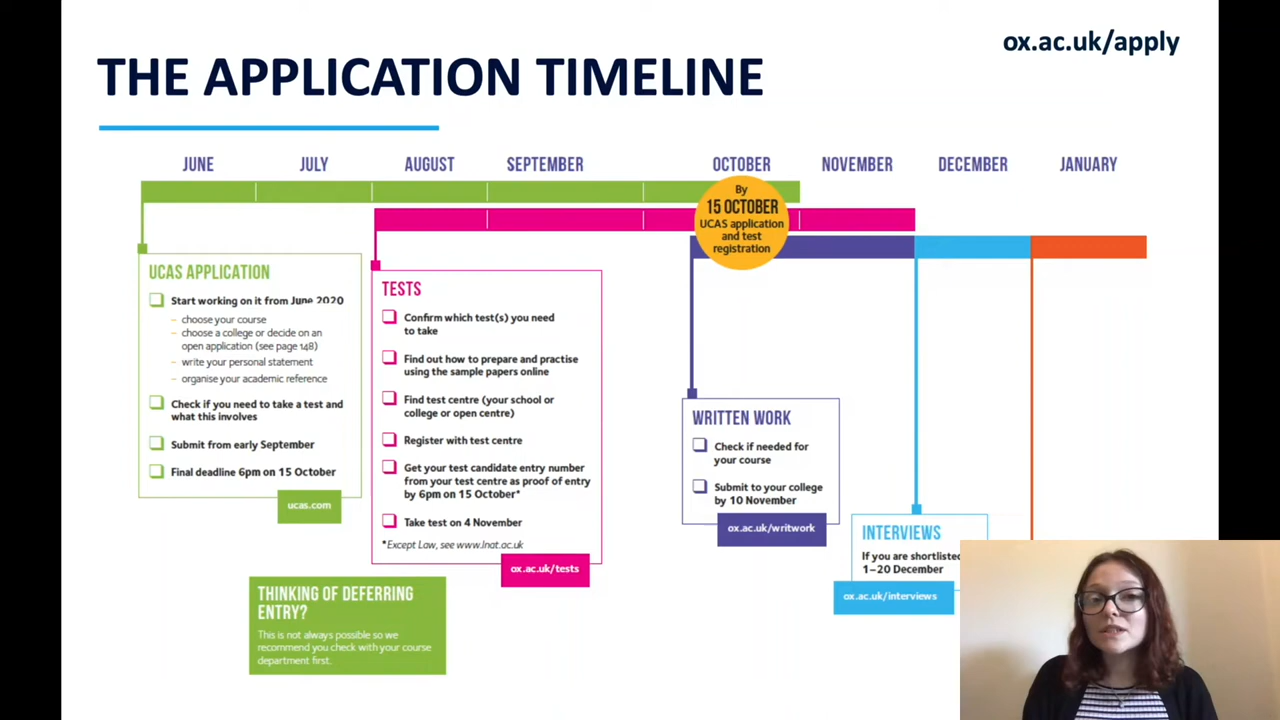 ox.ac.uk/apply
THE APPLICATION TIMELINE
JUNE
JULY
AUGUST
SEPTEMBER
OCTOBER
NOVEMBER
DECEMBER
JANUARY
By
15 OCTOBER
UCAS application
and test
registration
UCAS APPLICATION
Start working on it from June 2020
– choose your course
– choose a college or decide on an
open application (see page 148)
– write your personal statement
– organise your academic reference
Check if you need to take a test and
what this involves
Submit from early September
Final deadline 6pm on 15 October
ucas.com
TESTS
Confirm which test(s) you need
to take
Find out how to prepare and practise
using the sample papers online
Find test centre (your school or
college or open centre)
Register with test centre
Get your test candidate entry number
from your test centre as proof of entry
by 6pm on 15 October*
Take test on 4 November
*Except Law, see www.lnat.ac.uk
ox.ac.uk/tests
THINKING OF DEFERRING
ENTRY?
This is not always possible so we
recommend you check with your course
department first.
WRITTEN WORK
Check if needed for
your course
Submit to your college
by 10 November
ox.ac.uk/writwork
INTERVIEWS
If you are shortlisted
1–20 December
ox.ac.uk/interviews